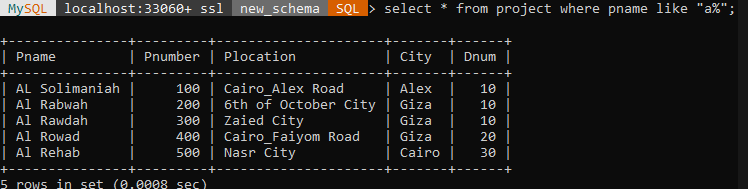 MySQL localhost:33060+ ssl new_schema SQL > select * from project where pname like "a%";
+---------------+---------+---------------------+-------+------+
| Pname         | Pnumber | Plocation           | City  | Dnum |
+---------------+---------+---------------------+-------+------+
| AL Solimaniah |     100 | Cairo_Alex Road     | Alex  |   10 |
| Al Rabwah     |     200 | 6th of October City | Giza  |   10 |
| Al Rawdah     |     300 | Zaied City          | Giza  |   10 |
| Al Rowad      |     400 | Cairo_Faiyom Road   | Giza  |   20 |
| Al Rehab      |     500 | Nasr City           | Cairo |   30 |
+---------------+---------+---------------------+-------+------+
5 rows in set (0.0008 sec)